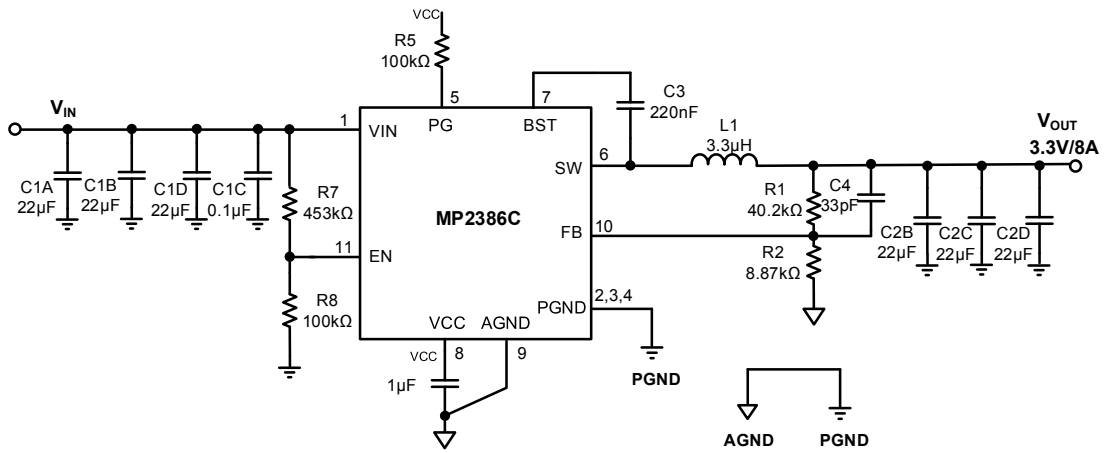 VCC
R5
100kΩ
5
7
C3
220nF
VIN
1
VIN
PG
BST
L1
3.3μH
VOUT
3.3V/8A
SW
6
C1A
22μF
C1B
22μF
C1D
22μF
C1C
0.1μF
R7
453kΩ
MP2386C
R1
40.2kΩ
C4
33pF
FB
10
C2B
22μF
C2C
22μF
C2D
22μF
11
EN
R2
8.87kΩ
R8
100kΩ
PGND
2,3,4
VCC
AGND
VCC
8
9
1μF
PGND
AGND
PGND